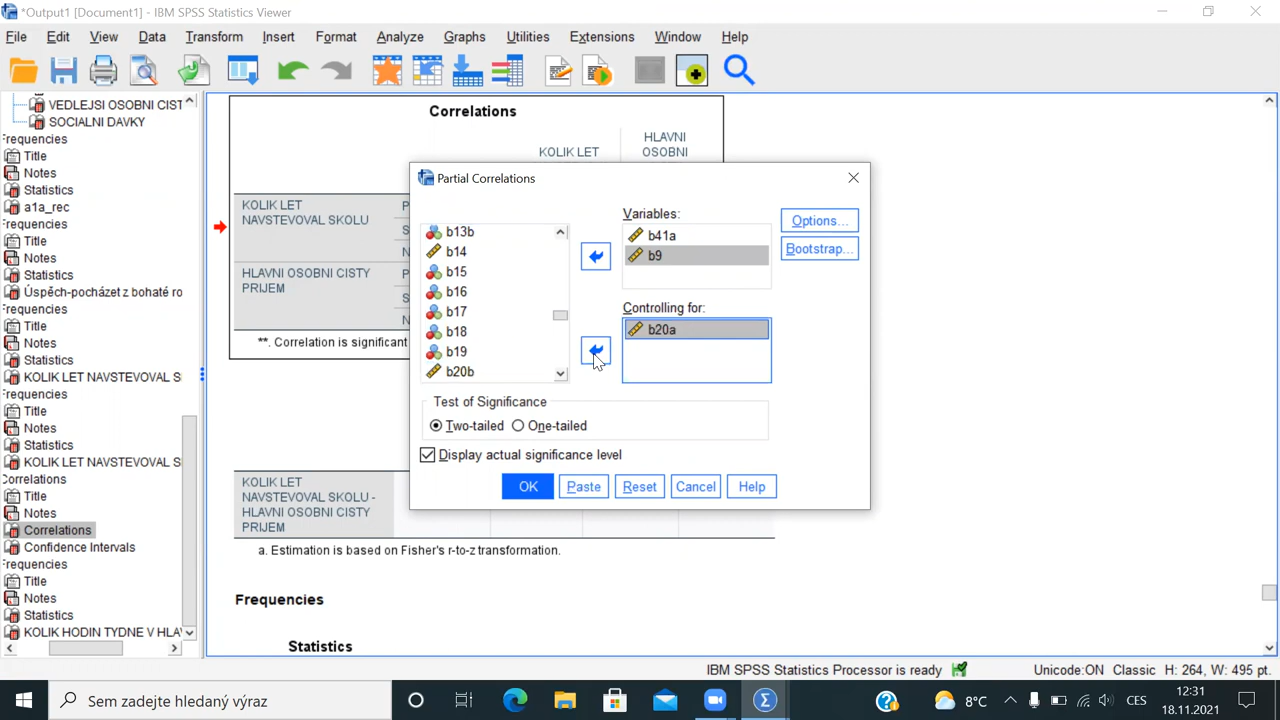 *Output1 [Document1] - IBM SPSS Statistics Viewer
File Edit View Data Transform Insert Format Analyze Graphs Utilities Extensions Window Help
VEDLEJSI OSOBNI CIST
SOCIALNI DAVKY
Frequencies
Title
Notes
Statistics
a1a_rec
Frequencies
Title
Notes
Statistics
Úspěch-pocházet z bohaté ro
Frequencies
Title
Notes
Statistics
KOLIK LET NAVSTEVOVAL S
Frequencies
Title
Notes
Statistics
KOLIK LET NAVSTEVOVAL S
Correlations
Title
Notes
Correlations
Confidence Intervals
Frequencies
Title
Notes
Statistics
KOLIK HODIN TYDNE V HLA
Correlations
KOLIK LET
HLAVNI
OSOBNI
KOLIK LET
NAVSTEVOVAL SKOLU
P
S
N
HLAVNI OSOBNI CISTY
PRIJEM
P
S
N
**. Correlation is significant
KOLIK LET
NAVSTEVOVAL SKOLU -
HLAVNI OSOBNI CISTY
PRIJEM
a. Estimation is based on Fisher's r-to-z transformation.
Frequencies
Statistics
Partial Correlations
b13b
b14
b15
b16
b17
b18
b19
b20b
Variables:
b41a
b9
Controlling for:
b20a
Options...
Bootstrap...
Test of Significance
Two-tailed One-tailed
Display actual significance level
OK Paste Reset Cancel Help
IBM SPSS Statistics Processor is ready Unicode:ON Classic H: 264, W: 495 pt.
Sem zadejte hledaný výraz
8°C CES 12:31
18.11.2021